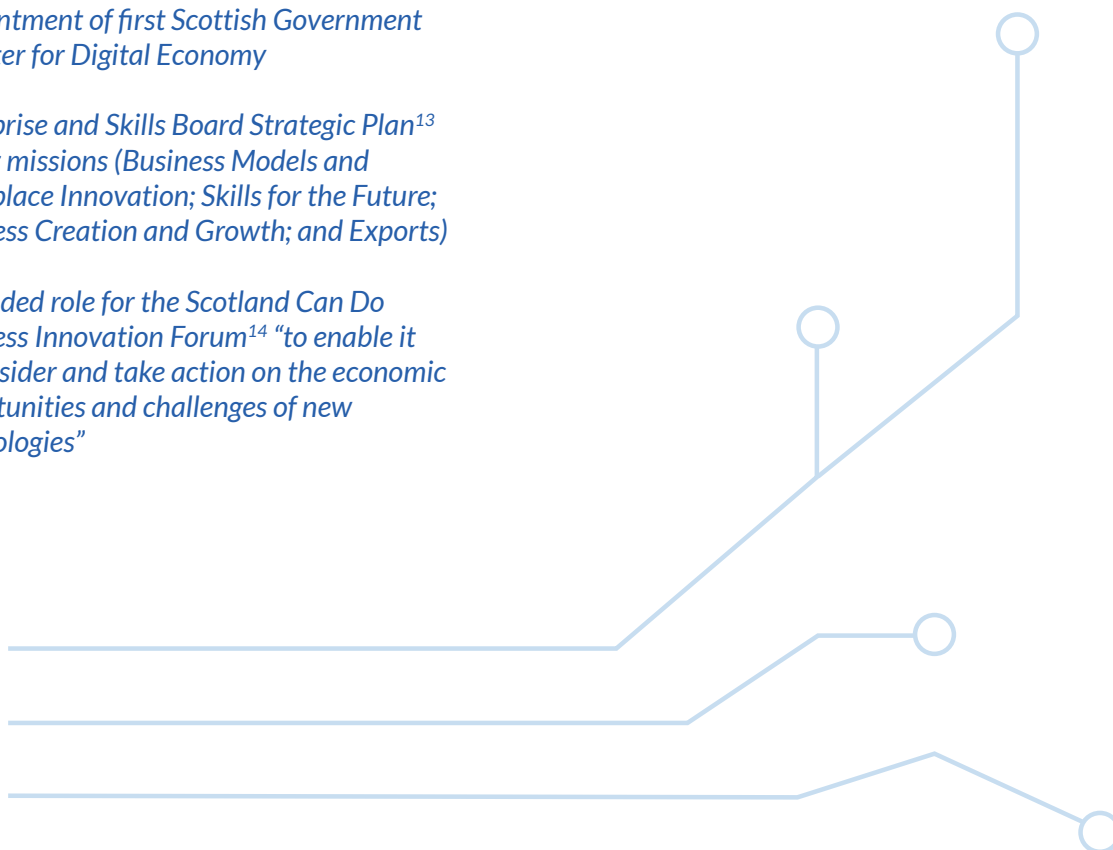 ntment of first Scottish Government
er for Digital Economy
prise and Skills Board Strategic Plan13
missions (Business Models and
place Innovation; Skills for the Future;
ess Creation and Growth; and Exports)
ded role for the Scotland Can Do
ess Innovation Forum14 “to enable it
sider and take action on the economic
tunities and challenges of new
ologies”